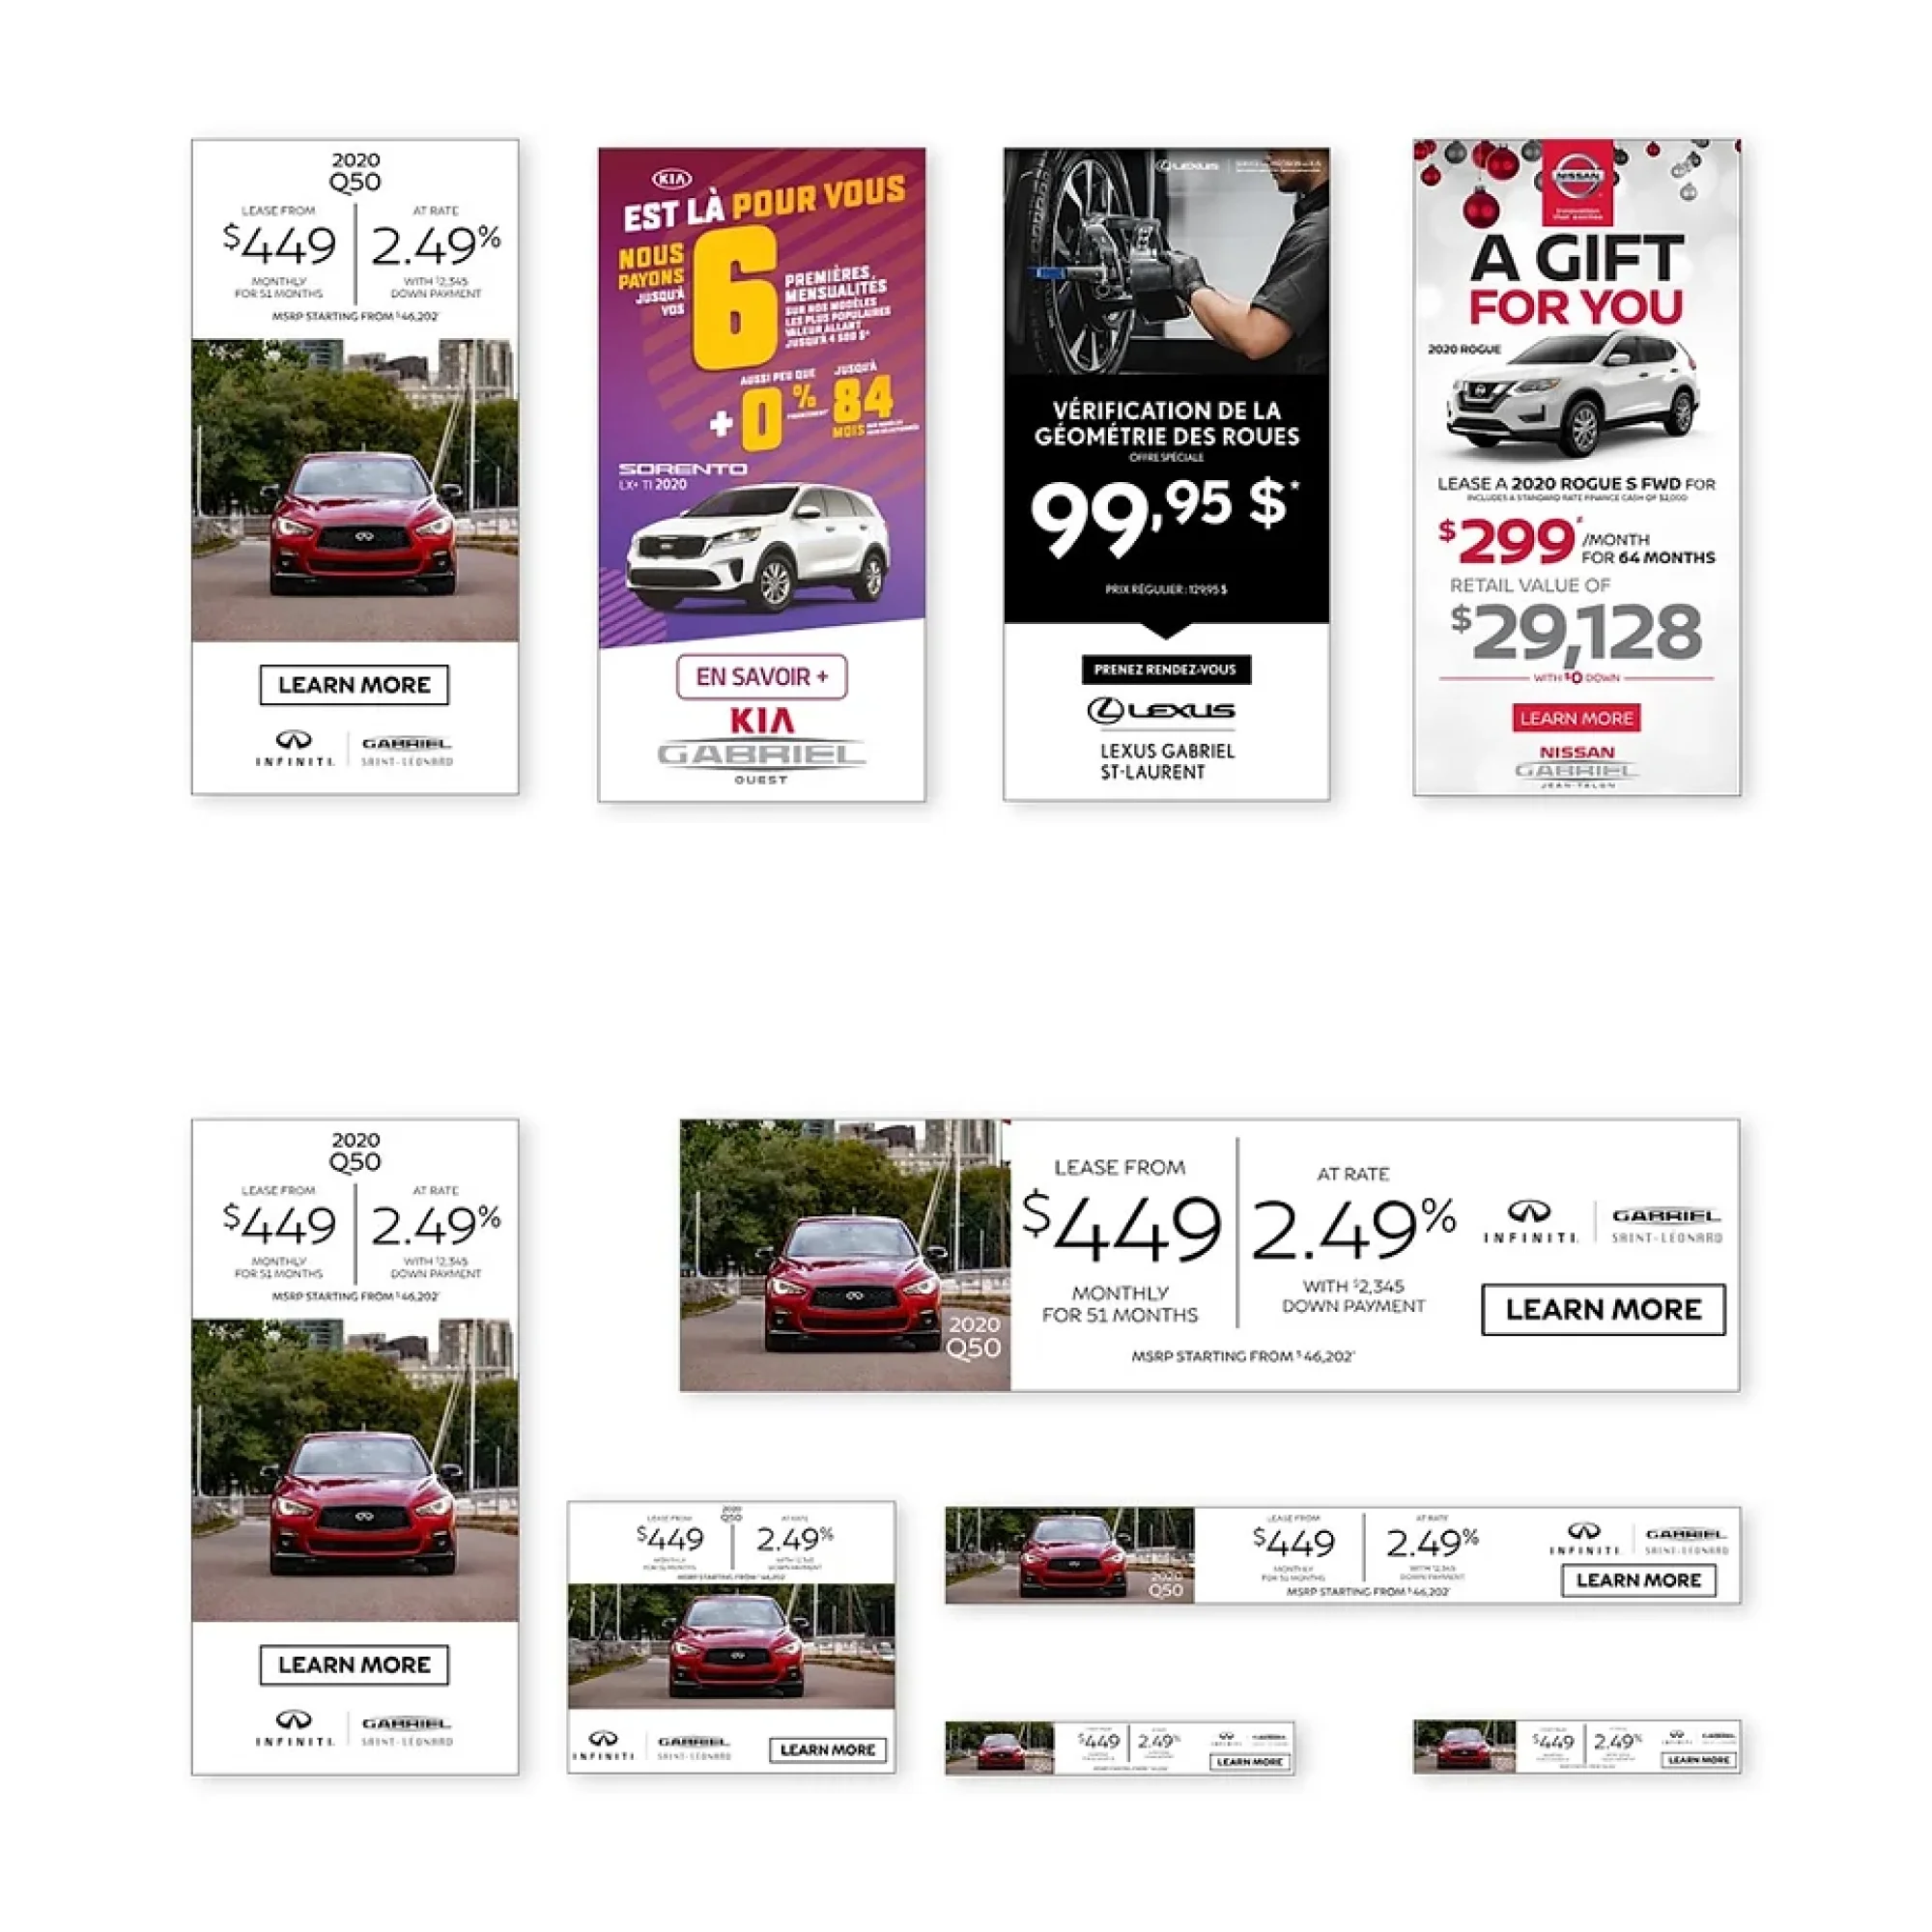 2020
Q50
LEASE FROM
$449
MONTHLY
FOR 51 MONTHS
AT RATE
2.49%
WITH $2,345
DOWN PAYMENT
MSRP STARTING FROM $46,202
LEARN MORE
INFINITI
GABRIEL
SAINT-LÉONARD
KIA
EST LÀ POUR VOUS
NOUS
PAYONS
JUSQU'À
VOS
6
PREMIÈRES
MENSUALITÉS
SUR NOS MODÈLES
LES PLUS POPULAIRES
VALEUR ALLANT
JUSQU'À 4 500 $*
+
AUSSI PEU QUE
0 %
JUSQU'À
84
MOIS
SORENTO
LX+ TI 2020
EN SAVOIR +
KIA
GABRIEL
OUEST
LEXUS
VÉRIFICATION DE LA
GÉOMÉTRIE DES ROUES
OFFRE SPÉCIALE
99,95 $*
PRIX RÉGULIER : 129,95 $
PRENEZ RENDEZ-VOUS
LEXUS
LEXUS GABRIEL
ST-LAURENT
NISSAN
Innovation
that excites
A GIFT
FOR YOU
2020 ROGUE
LEASE A 2020 ROGUE S FWD FOR
INCLUDES A STANDARD RATE FINANCE CASH OF $2,000
$299 /MONTH
FOR 64 MONTHS
RETAIL VALUE OF
$29,128
WITH $0 DOWN
LEARN MORE
NISSAN
GABRIEL
JEAN-TALON
2020
Q50
LEASE FROM
$449
MONTHLY
FOR 51 MONTHS
AT RATE
2.49%
WITH $2,345
DOWN PAYMENT
MSRP STARTING FROM $46,202
LEARN MORE
INFINITI
GABRIEL
SAINT-LÉONARD
2020
Q50
LEASE FROM
$449
MONTHLY
FOR 51 MONTHS
AT RATE
2.49%
WITH $2,345
DOWN PAYMENT
MSRP STARTING FROM $46,202
INFINITI
GABRIEL
SAINT-LÉONARD
LEARN MORE
2020
Q50
LEASE FROM
$449
MONTHLY
FOR 51 MONTHS
AT RATE
2.49%
WITH $2,345
DOWN PAYMENT
MSRP STARTING FROM $46,202
INFINITI
GABRIEL
SAINT-LÉONARD
LEARN MORE
2020
Q50
LEASE FROM
$449
MONTHLY
FOR 51 MONTHS
AT RATE
2.49%
WITH $2,345
DOWN PAYMENT
MSRP STARTING FROM $46,202
INFINITI
GABRIEL
SAINT-LÉONARD
LEARN MORE
$449
2.49%
LEARN MORE
$449
2.49%
LEARN MORE